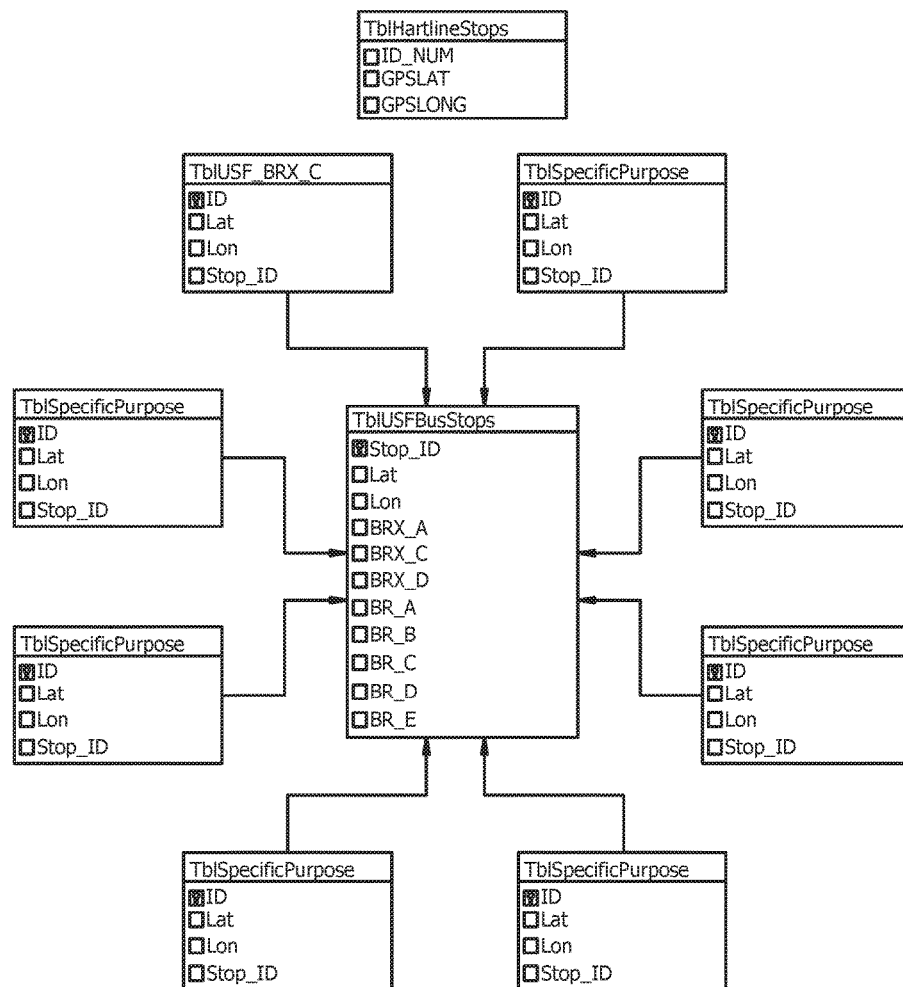 TblHartlineStops
ID_NUM
GPSLAT
GPSLONG
TblUSF_BRX_C
ID
Lat
Lon
Stop_ID
TblSpecificPurpose
ID
Lat
Lon
Stop_ID
TblSpecificPurpose
ID
Lat
Lon
Stop_ID
TblUSFBusStops
Stop_ID
Lat
Lon
BRX_A
BRX_C
BRX_D
BR_A
BR_B
BR_C
BR_D
BR_E
TblSpecificPurpose
ID
Lat
Lon
Stop_ID
TblSpecificPurpose
ID
Lat
Lon
Stop_ID
TblSpecificPurpose
ID
Lat
Lon
Stop_ID
TblSpecificPurpose
ID
Lat
Lon
Stop_ID
TblSpecificPurpose
ID
Lat
Lon
Stop_ID